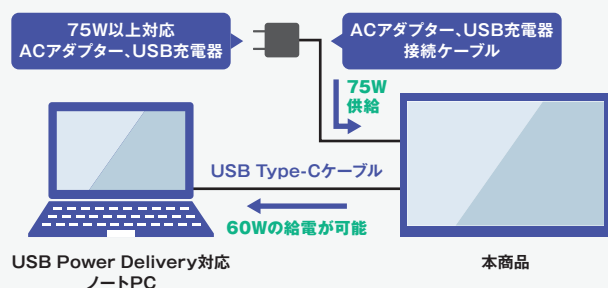 75W以上対応
ACアダプター、USB充電器
ACアダプター、USB充電器
接続ケーブル
75W
供給
USB Type-Cケーブル
60Wの給電が可能
USB Power Delivery対応
ノートPC
本商品